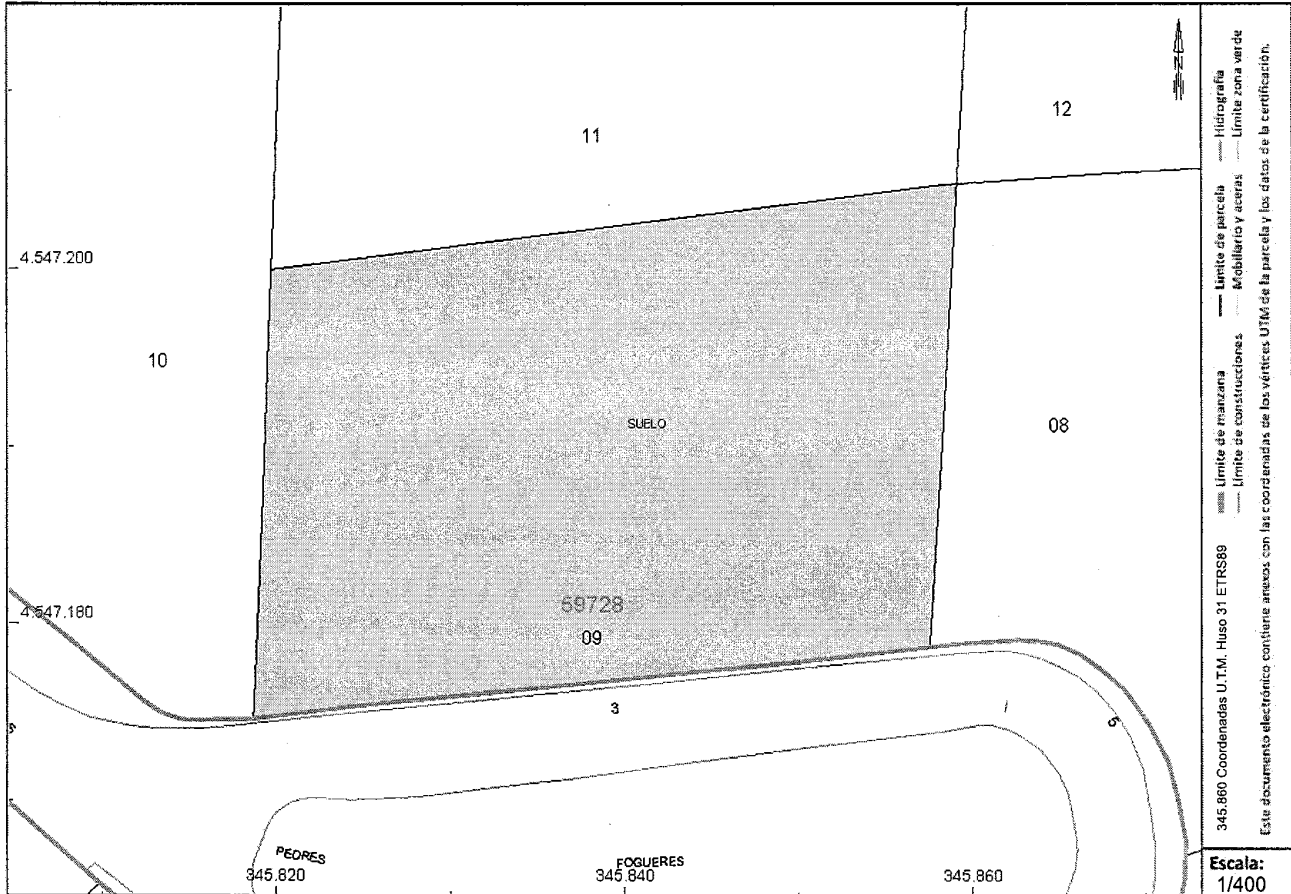 11
12
4.547.200
10
SUELO
08
4.547.180
59728
09
3
5
PEDRES
FOGUERES
345.820
345.840
345.860
345.860 Coordenadas U.T.M. Huso 31 ETRS89
Límite de manzana
Límite de parcela
Hidrografía
Límite de construcciones
Mobiliario y aceras
Límite zona verde
Este documento electrónico contiene anexos con las coordenadas de los vértices UTM de la parcela y los datos de la certificación.
Escala:
1/400